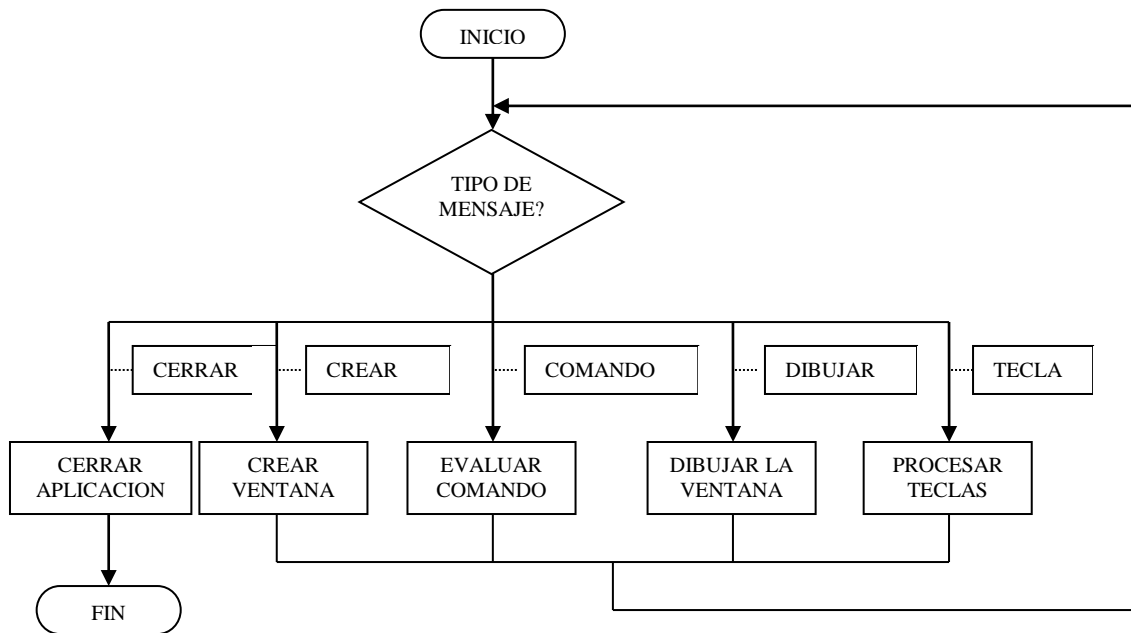 INICIO
TIPO DE
MENSAJE?
CERRAR
CREAR
COMANDO
DIBUJAR
TECLA
CERRAR
APLICACION
CREAR
VENTANA
EVALUAR
COMANDO
DIBUJAR LA
VENTANA
PROCESAR
TECLAS
FIN